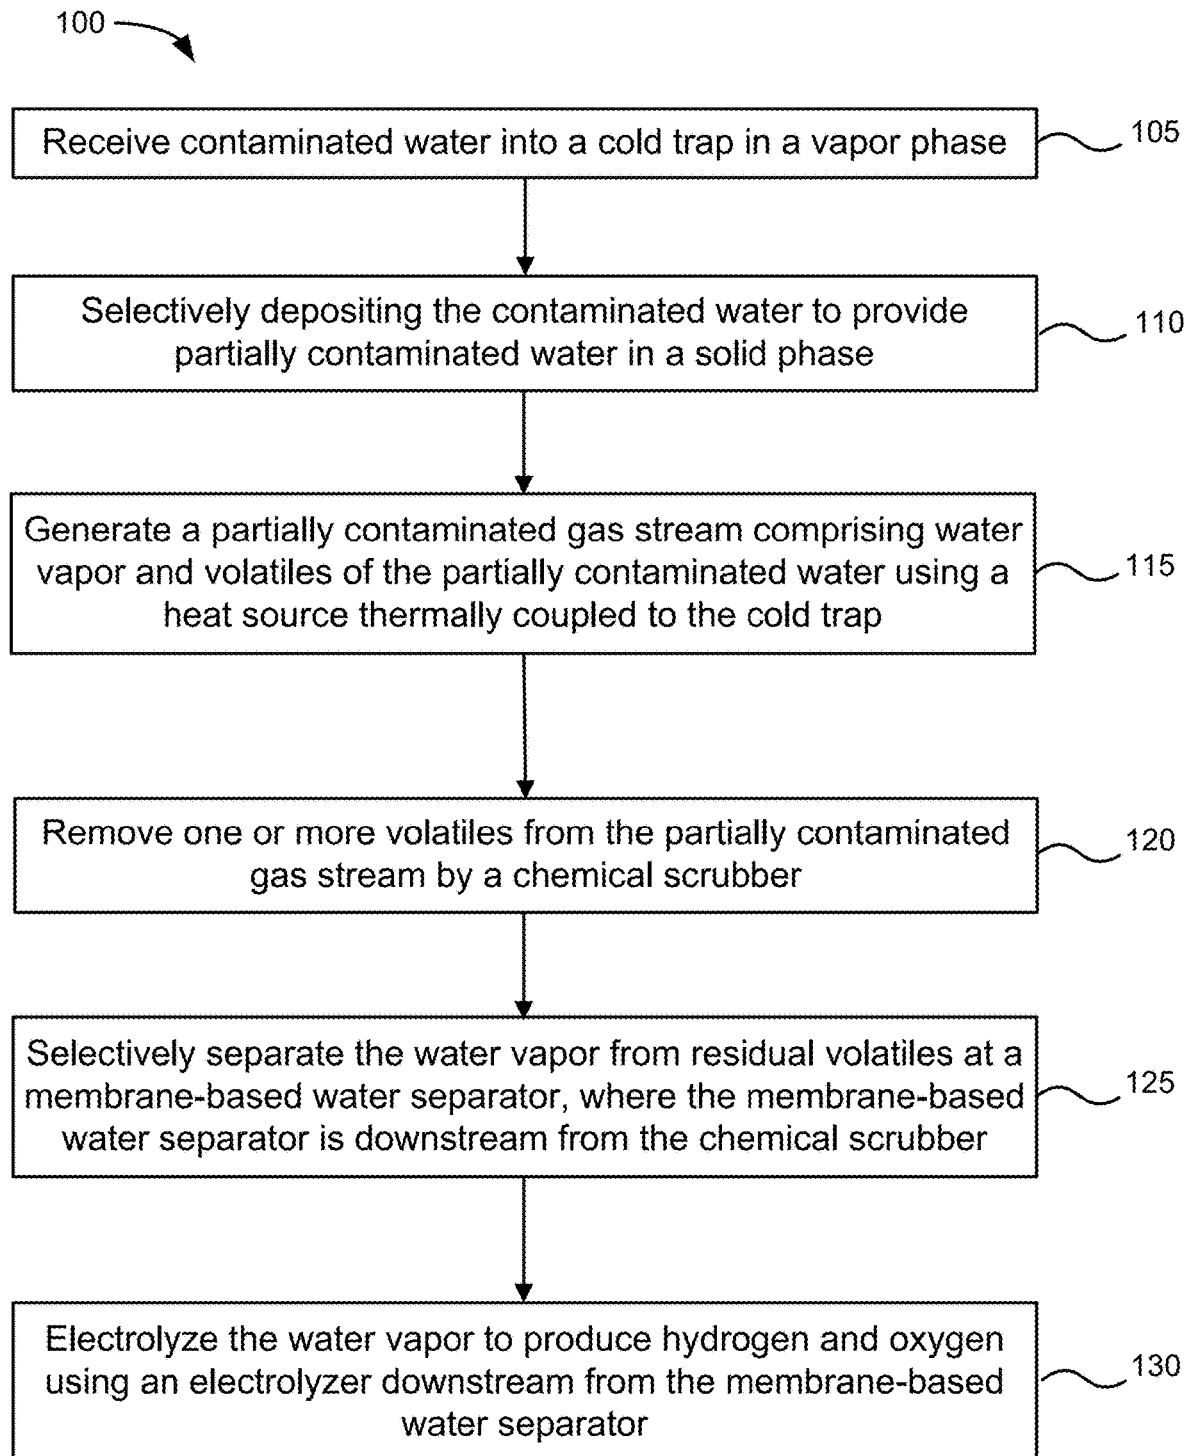 100
Receive contaminated water into a cold trap in a vapor phase
105
Selectively depositing the contaminated water to provide
partially contaminated water in a solid phase
110
Generate a partially contaminated gas stream comprising water
vapor and volatiles of the partially contaminated water using a
heat source thermally coupled to the cold trap
115
Remove one or more volatiles from the partially contaminated
gas stream by a chemical scrubber
120
Selectively separate the water vapor from residual volatiles at a
membrane-based water separator, where the membrane-based
water separator is downstream from the chemical scrubber
125
Electrolyze the water vapor to produce hydrogen and oxygen
using an electrolyzer downstream from the membrane-based
water separator
130